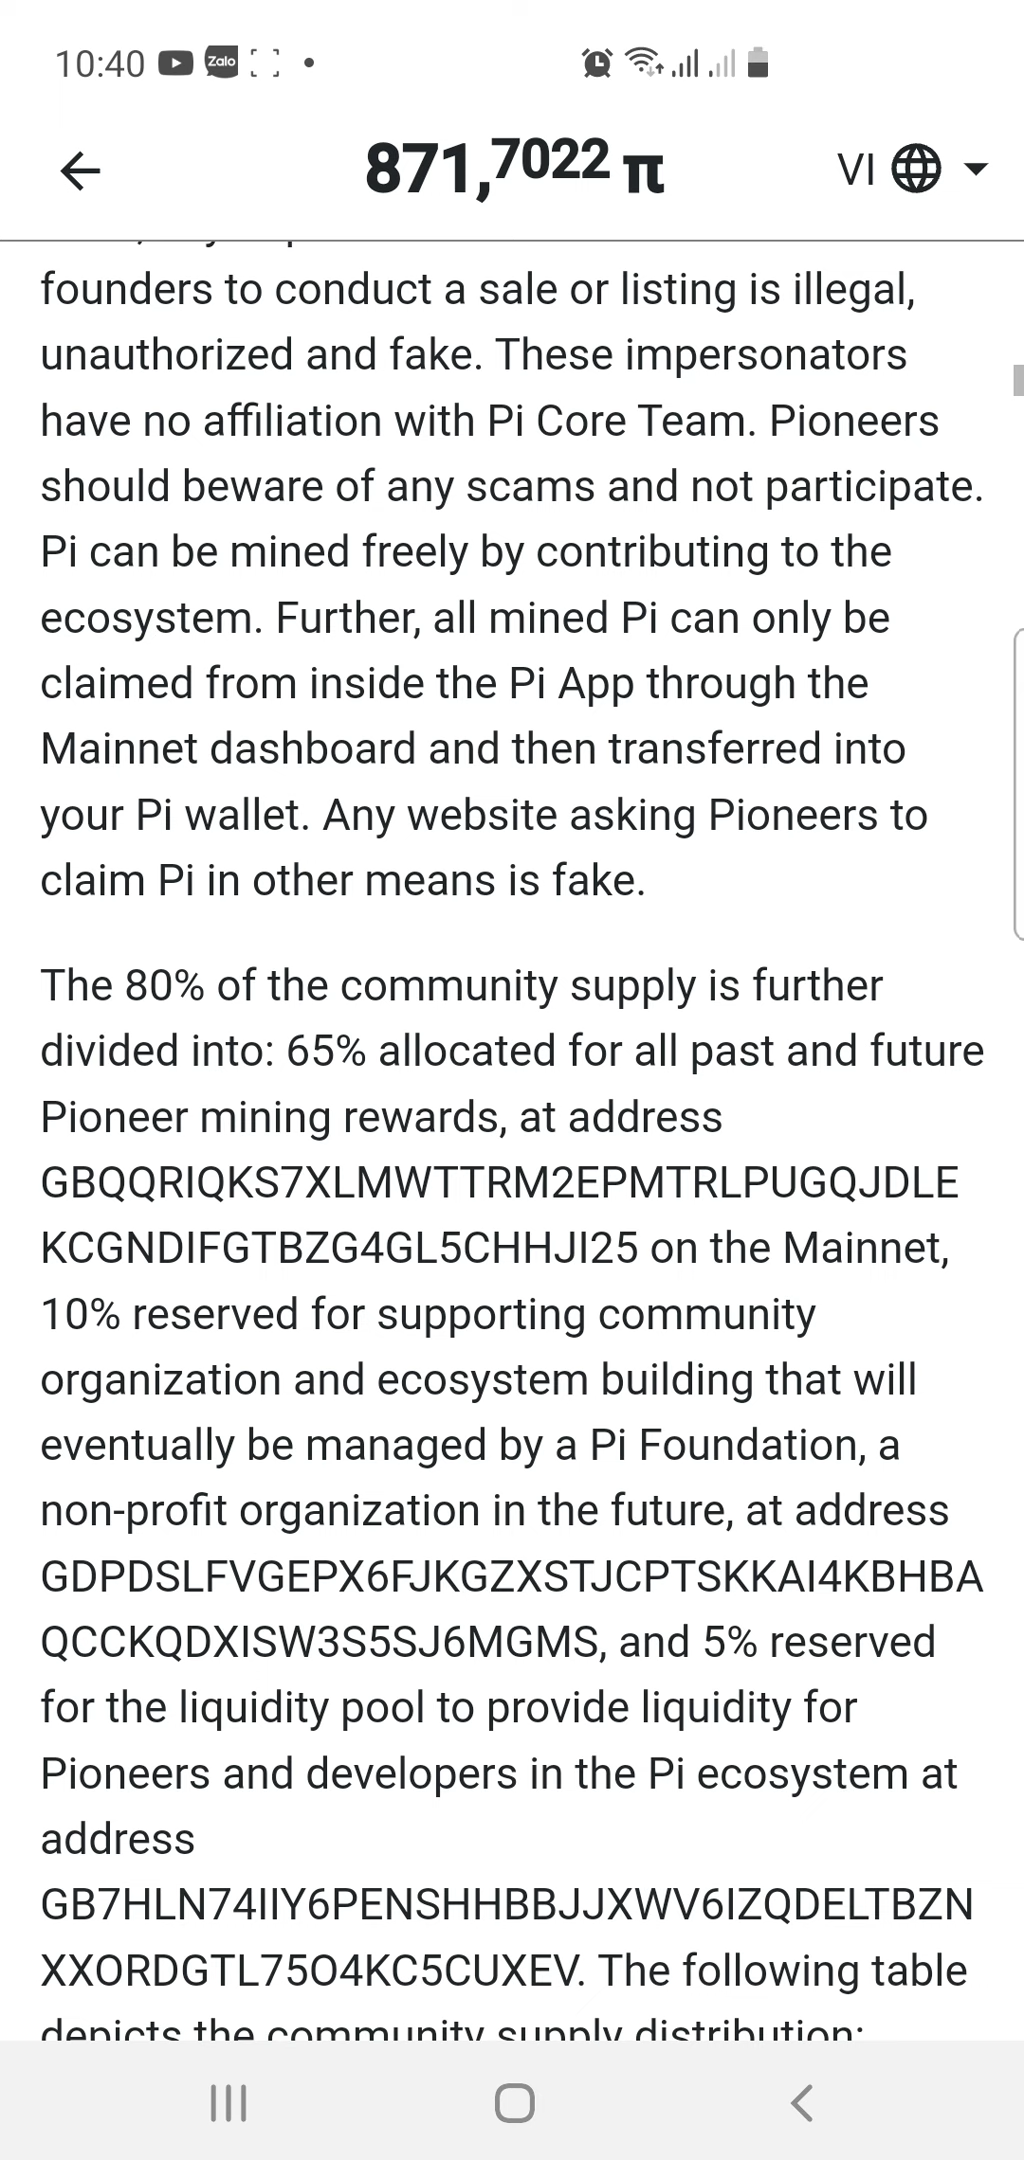 10:40 Zalo
871,7022 π VI
founders to conduct a sale or listing is illegal,
unauthorized and fake. These impersonators
have no affiliation with Pi Core Team. Pioneers
should beware of any scams and not participate.
Pi can be mined freely by contributing to the
ecosystem. Further, all mined Pi can only be
claimed from inside the Pi App through the
Mainnet dashboard and then transferred into
your Pi wallet. Any website asking Pioneers to
claim Pi in other means is fake.
The 80% of the community supply is further
divided into: 65% allocated for all past and future
Pioneer mining rewards, at address
GBQQRIQKS7XLMWTTRM2EPMTRLPUGQJDLE
KCGNDIFGTBZG4GL5CHHJI25 on the Mainnet,
10% reserved for supporting community
organization and ecosystem building that will
eventually be managed by a Pi Foundation, a
non-profit organization in the future, at address
GDPDSLFVGEPX6FJKGZXSTJCPTSKKAI4KBHBA
QCCKQDXISW3S5SJ6MGMS, and 5% reserved
for the liquidity pool to provide liquidity for
Pioneers and developers in the Pi ecosystem at
address
GB7HLN74IIY6PENSHHBBJJXWV6IZQDELTBZN
XXORDGTL75O4KC5CUXEV. The following table
depicts the community supply distribution: